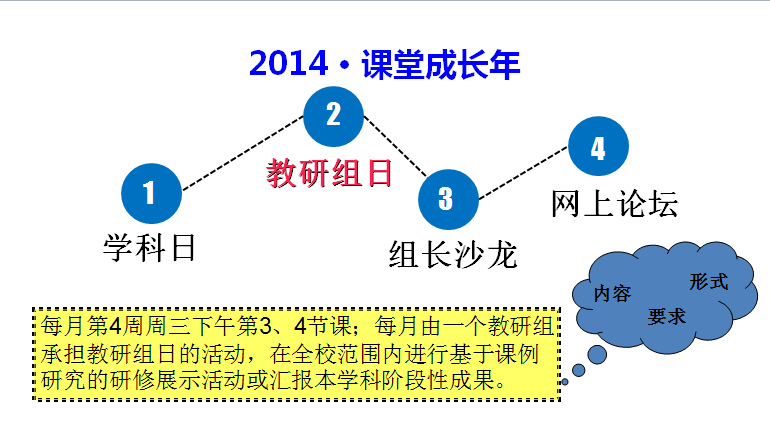 2014·课堂成长年
1
学科日
2
教研组日
3
组长沙龙
4
网上论坛
内容
形式
要求
每月第4周周三下午第3、4节课；每月由一个教研组
承担教研组日的活动，在全校范围内进行基于课例
研究的研修展示活动或汇报本学科阶段性成果。